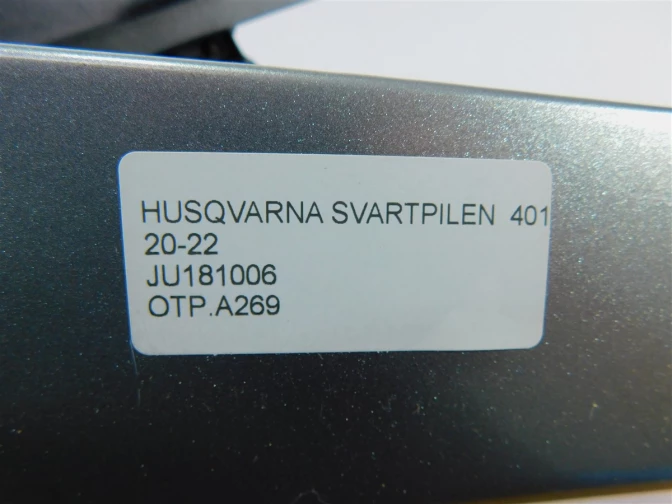 HUSQVARNA SVARTPILEN 401
20-22
JU181006
OTP.A269